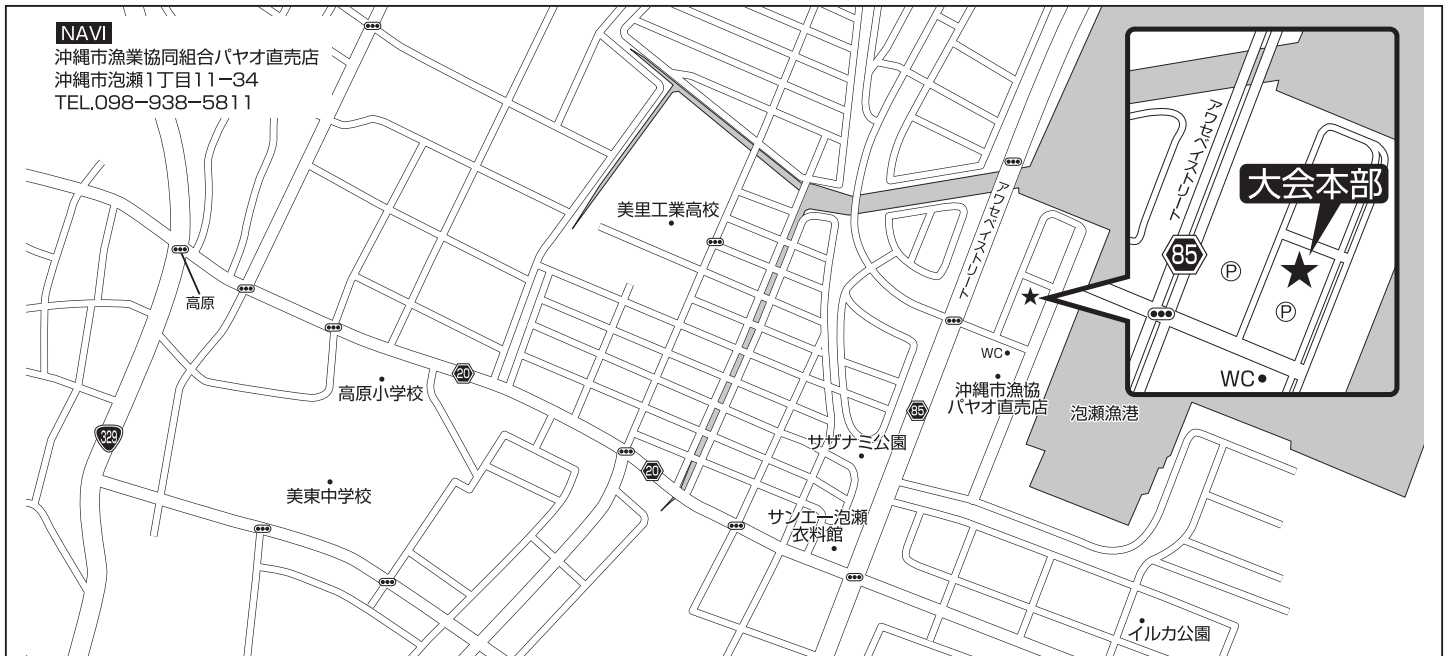 NAVI
沖縄市漁業協同組合パヤオ直売店
沖縄市泡瀬1丁目11-34
TEL.098-938-5811
美里工業高校
高原
20
高原小学校
329
美東中学校
20
アワセベイストリート
WC
沖縄市漁協
パヤオ直売店
85
サザナミ公園
サンエー泡瀬
衣料館
泡瀬漁港
イルカ公園
アワセベイストリート
大会本部
85
P
P
WC